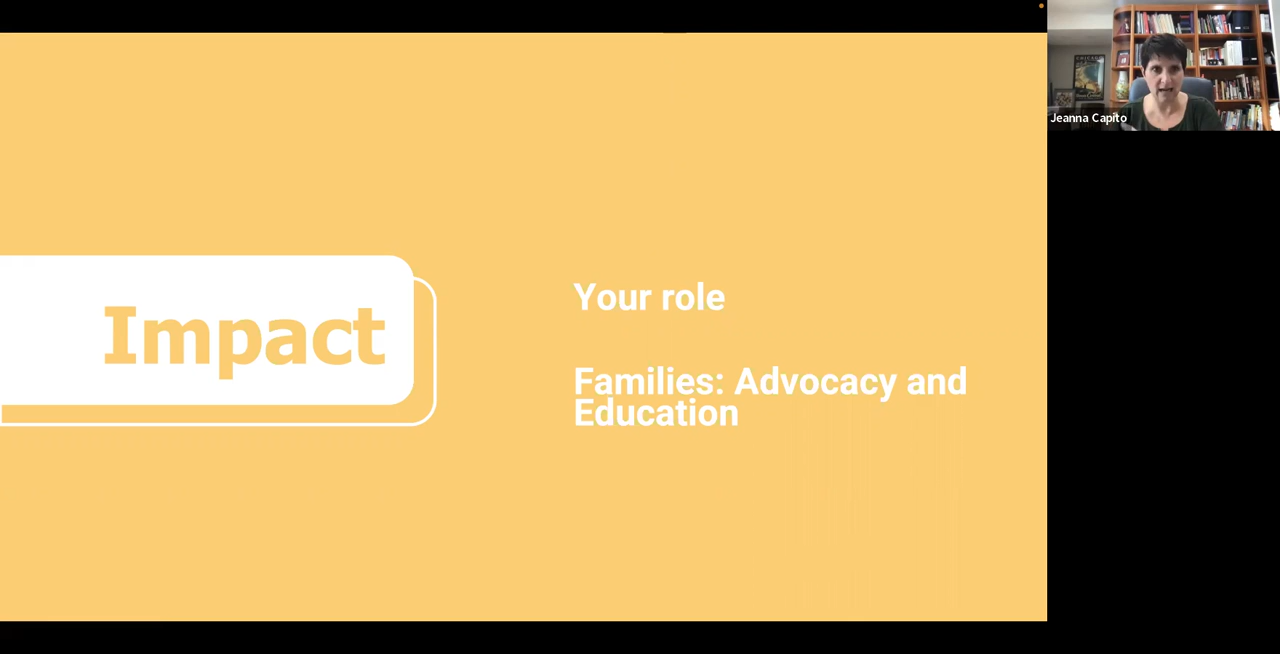 Impact
Your role
Families: Advocacy and
Education
Jeanna Capito